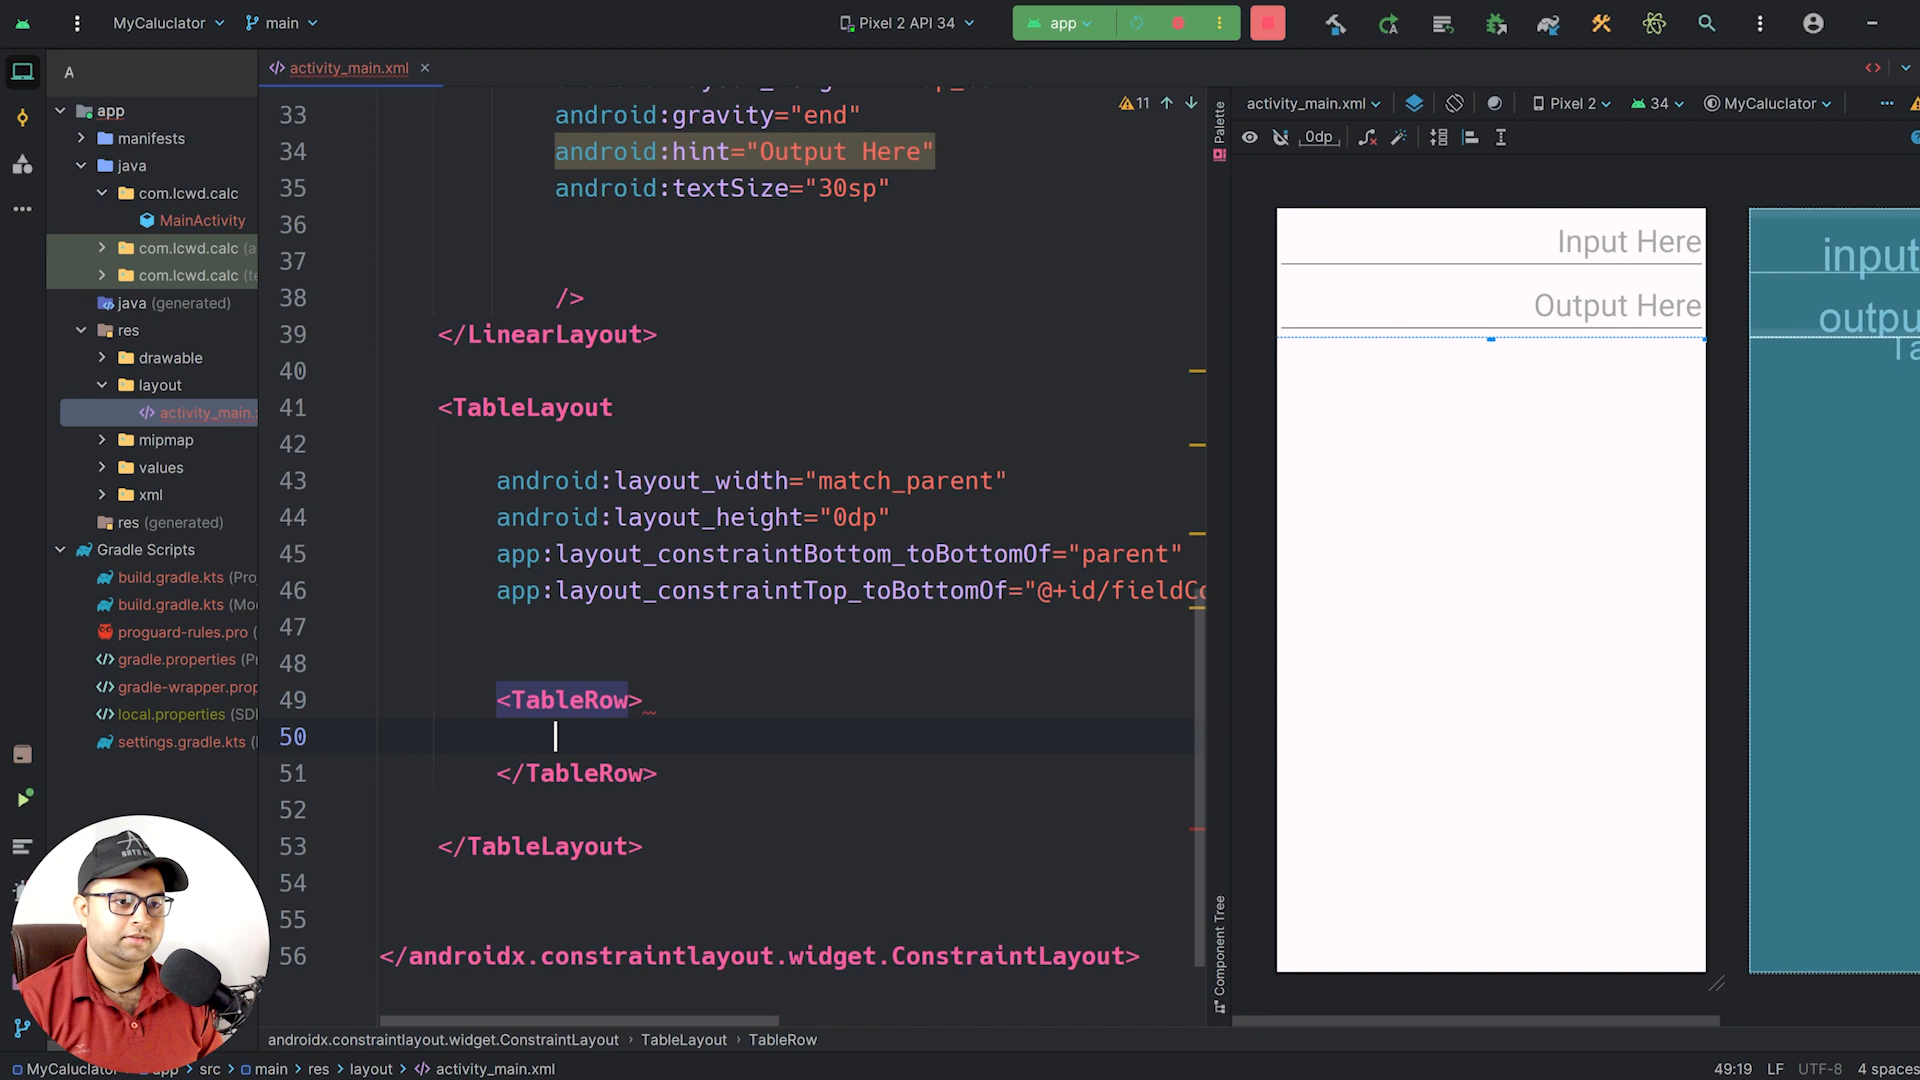 MyCaluclator
main
Pixel 2 API 34
app
A
activity_main.xml
app
manifests
java
com.lcwd.calc
MainActivity
com.lcwd.calc (a
com.lcwd.calc (te
java (generated)
res
drawable
layout
activity_main.
mipmap
values
xml
res (generated)
Gradle Scripts
build.gradle.kts (Pro
build.gradle.kts (Mo
proguard-rules.pro (
gradle.properties (P
gradle-wrapper.prop
local.properties (SD
settings.gradle.kts (
11
33 android:gravity="end"
34 android:hint="Output Here"
35 android:textSize="30sp"
36
37
38 />
39 </LinearLayout>
40
41 <TableLayout
42
43 android:layout_width="match_parent"
44 android:layout_height="0dp"
45 app:layout_constraintBottom_toBottomOf="parent"
46 app:layout_constraintTop_toBottomOf="@+id/fieldCo
47
48
49 <TableRow>
50
51 </TableRow>
52
53 </TableLayout>
54
55
56 </androidx.constraintlayout.widget.ConstraintLayout>
androidx.constraintlayout.widget.ConstraintLayout › TableLayout › TableRow
Palette
Component Tree
activity_main.xml
Pixel 2
34
MyCaluclator
0dp
Input Here
Output Here
input
outpu
Ta
MyCaluclato
app › src › main › res › layout › activity_main.xml
49:19 LF UTF-8 4 spaces